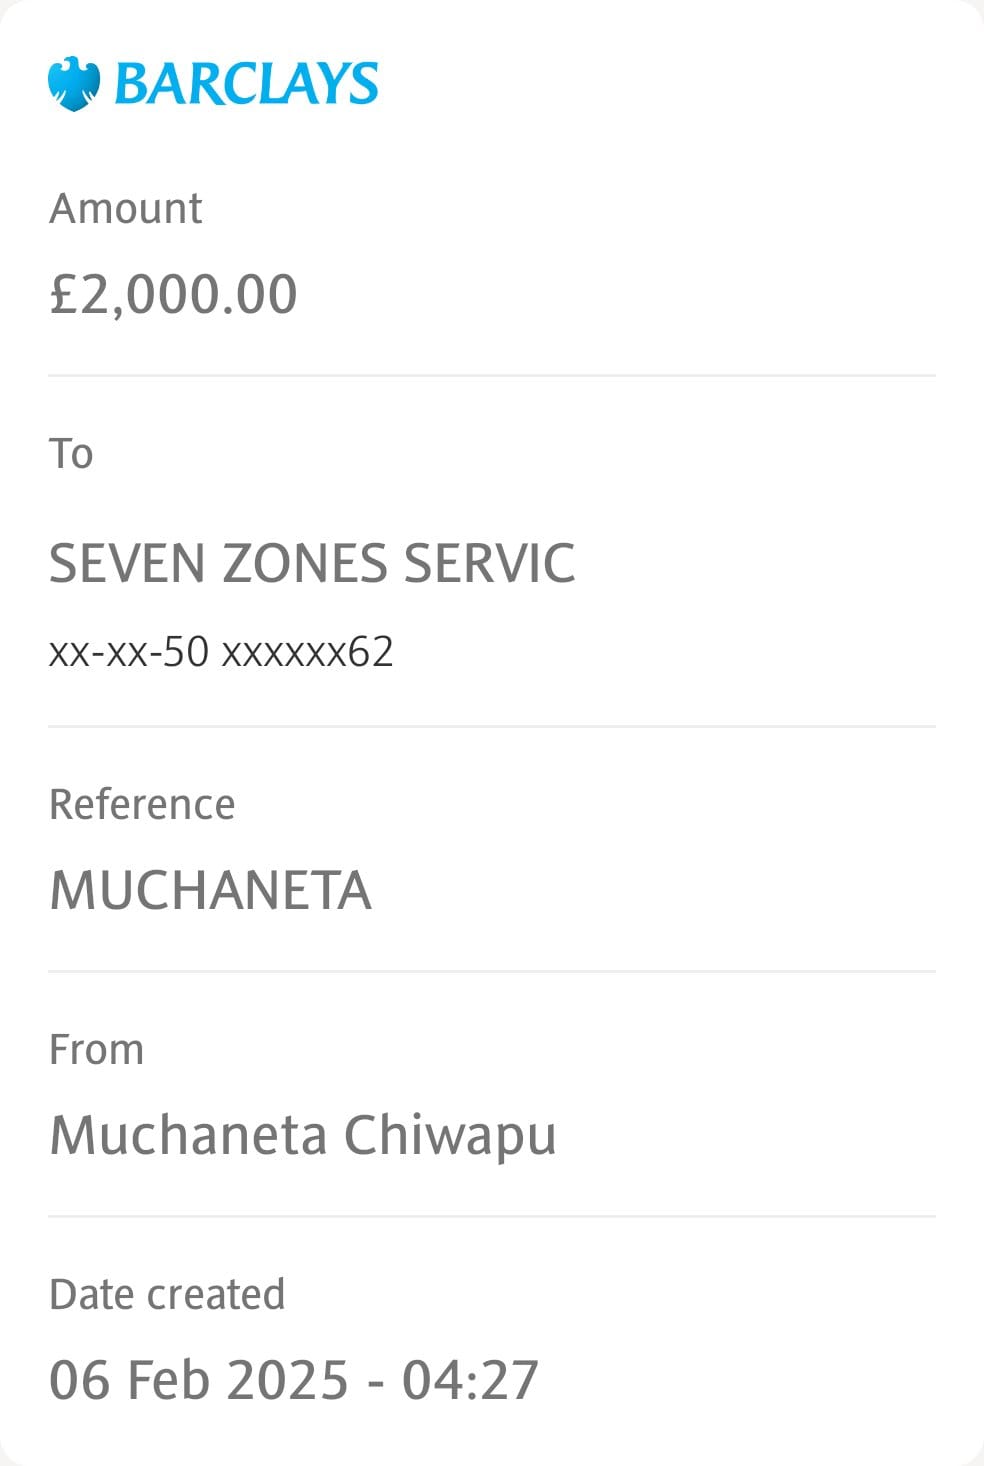 BARCLAYS
Amount
£2,000.00
To
SEVEN ZONES SERVIC
xx-xx-50 xxxxxx62
Reference
MUCHANETA
From
Muchaneta Chiwapu
Date created
06 Feb 2025 - 04:27